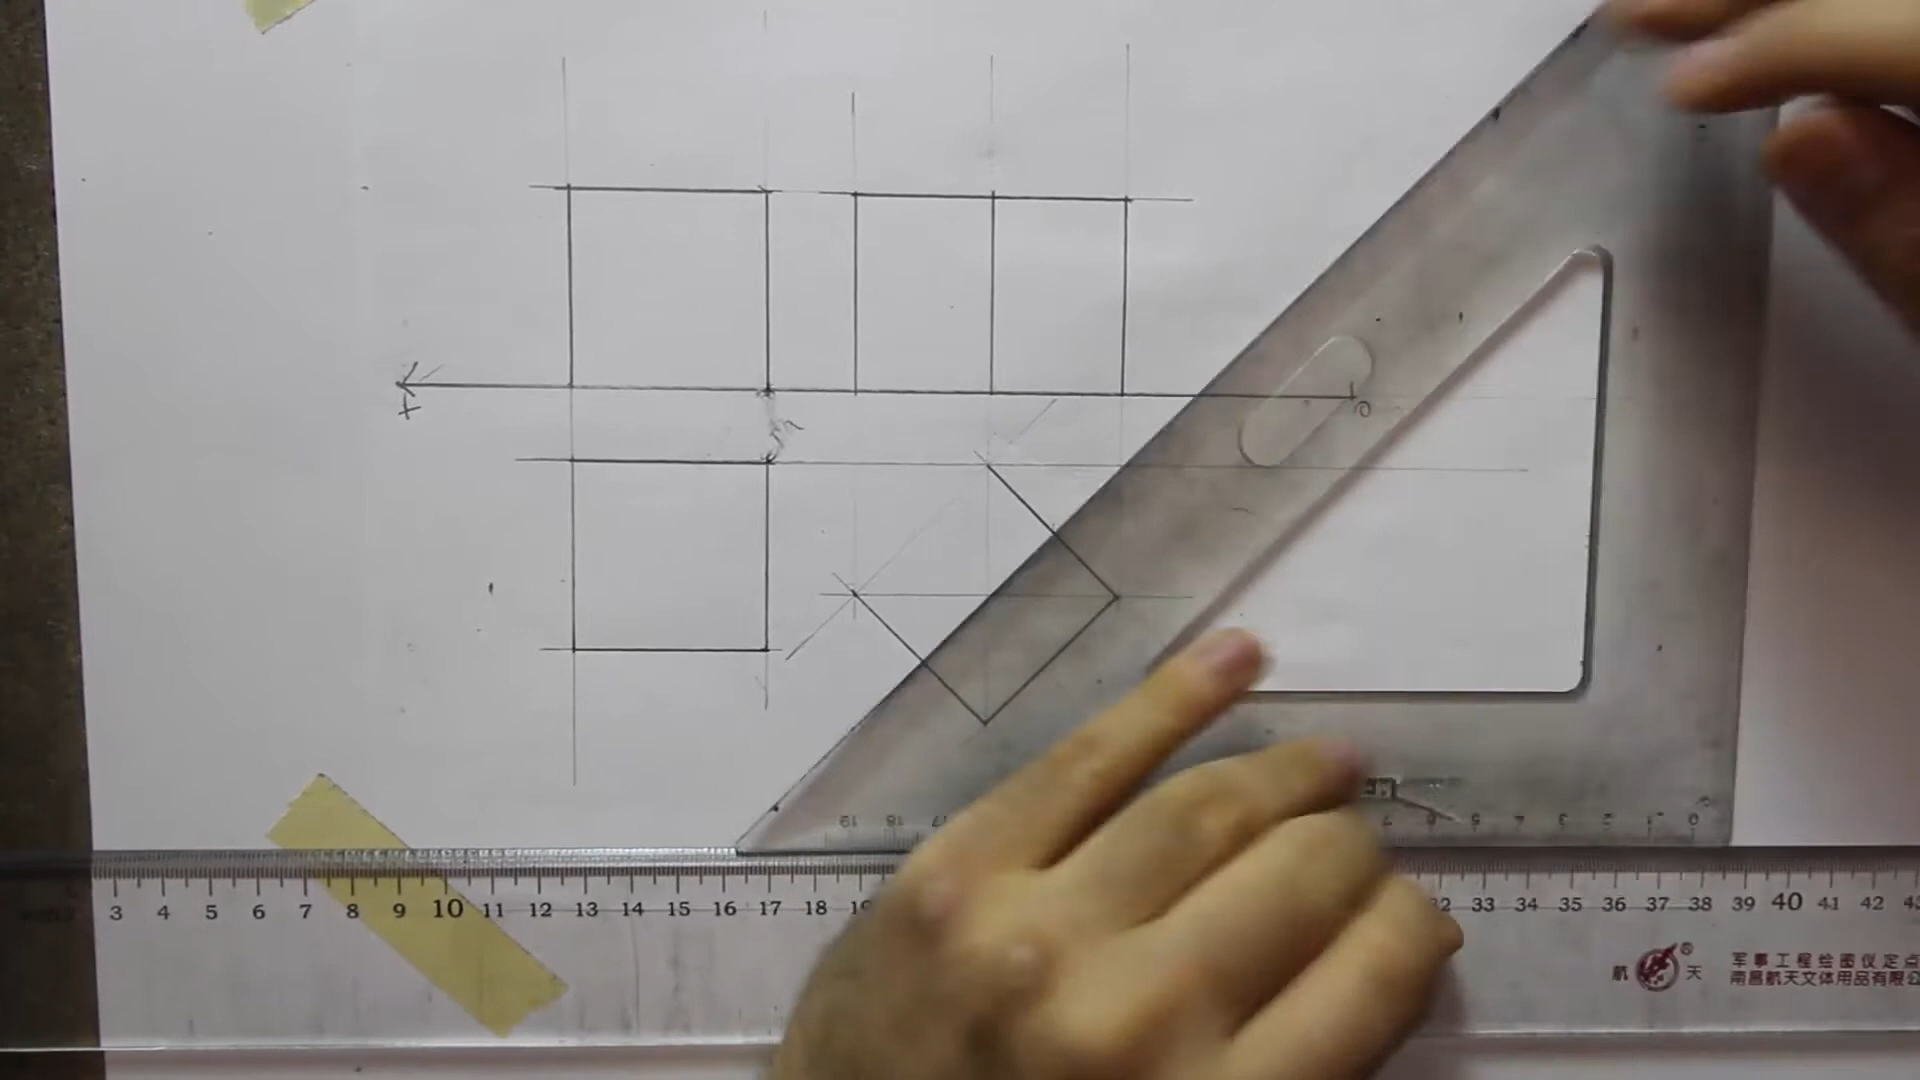 X
0
19 18 17 7 6 5 4 3 2 1 0
3 4 5 6 7 8 9 10 11 12 13 14 15 16 17 18 32 33 34 35 36 37 38 39 40 41 42
航 ® 天
军事工程绘图仪定点
南昌航天文体用品有限公